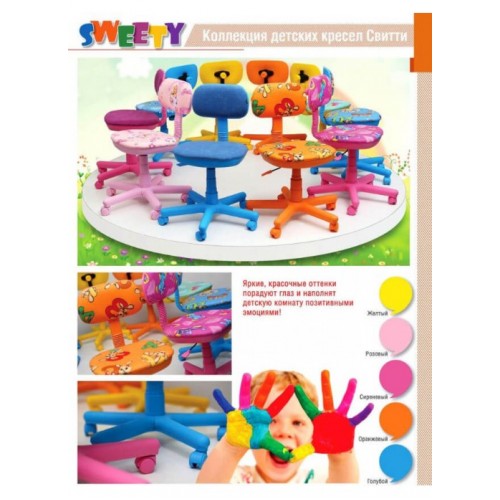 SWEETY
Коллекция детских кресел Свитти
Яркие, красочные оттенки
порадуют глаз и наполнят
детскую комнату позитивными
эмоциями!
Желтый
Розовый
Сиреневый
Оранжевый
Голубой